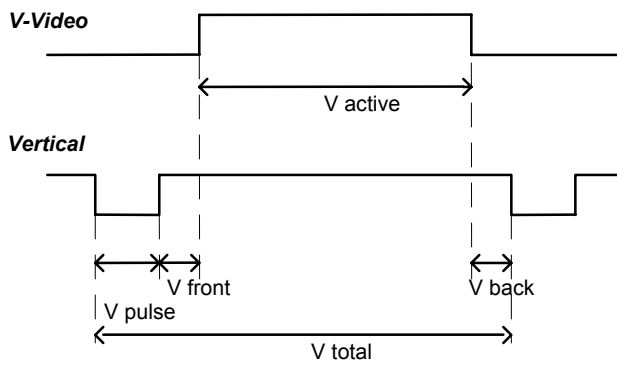 V-Video
V active
Vertical
V front
V back
V pulse
V total